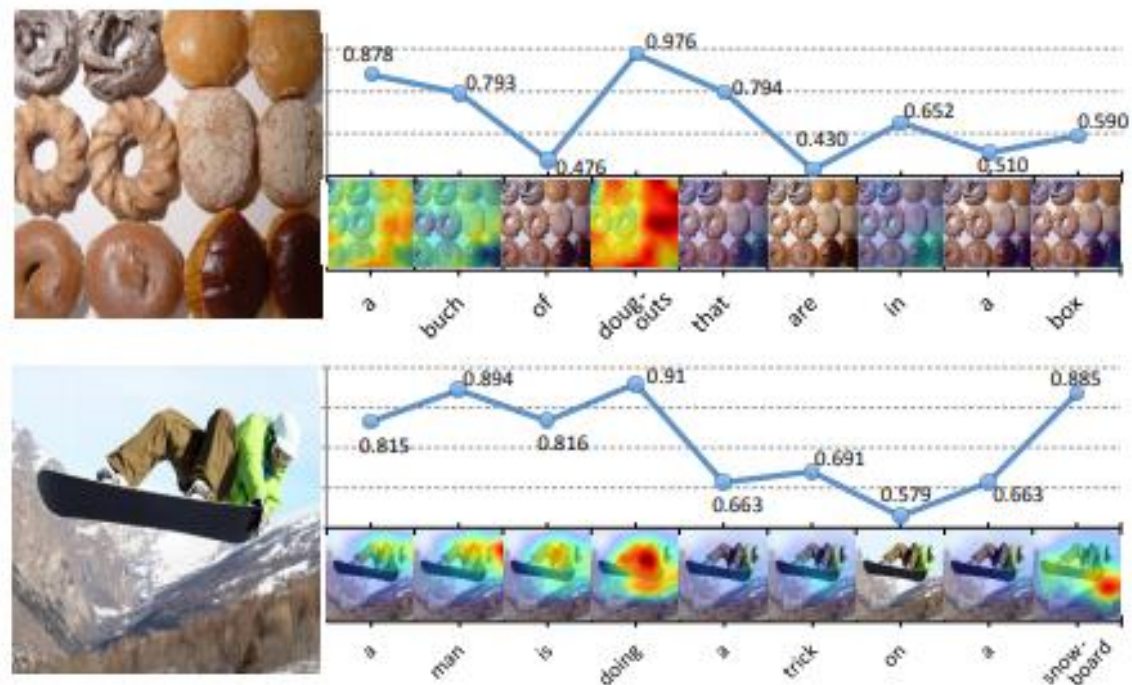 0.878
0.793
0.476
0.976
0.794
0.430
0.652
0.510
0.590
a
buch
of
doug-
outs
that
are
in
a
box
0.815
0.894
0.816
0.91
0.663
0.691
0.579
0.663
0.885
a
man
is
doing
a
trick
on
a
snow-
board